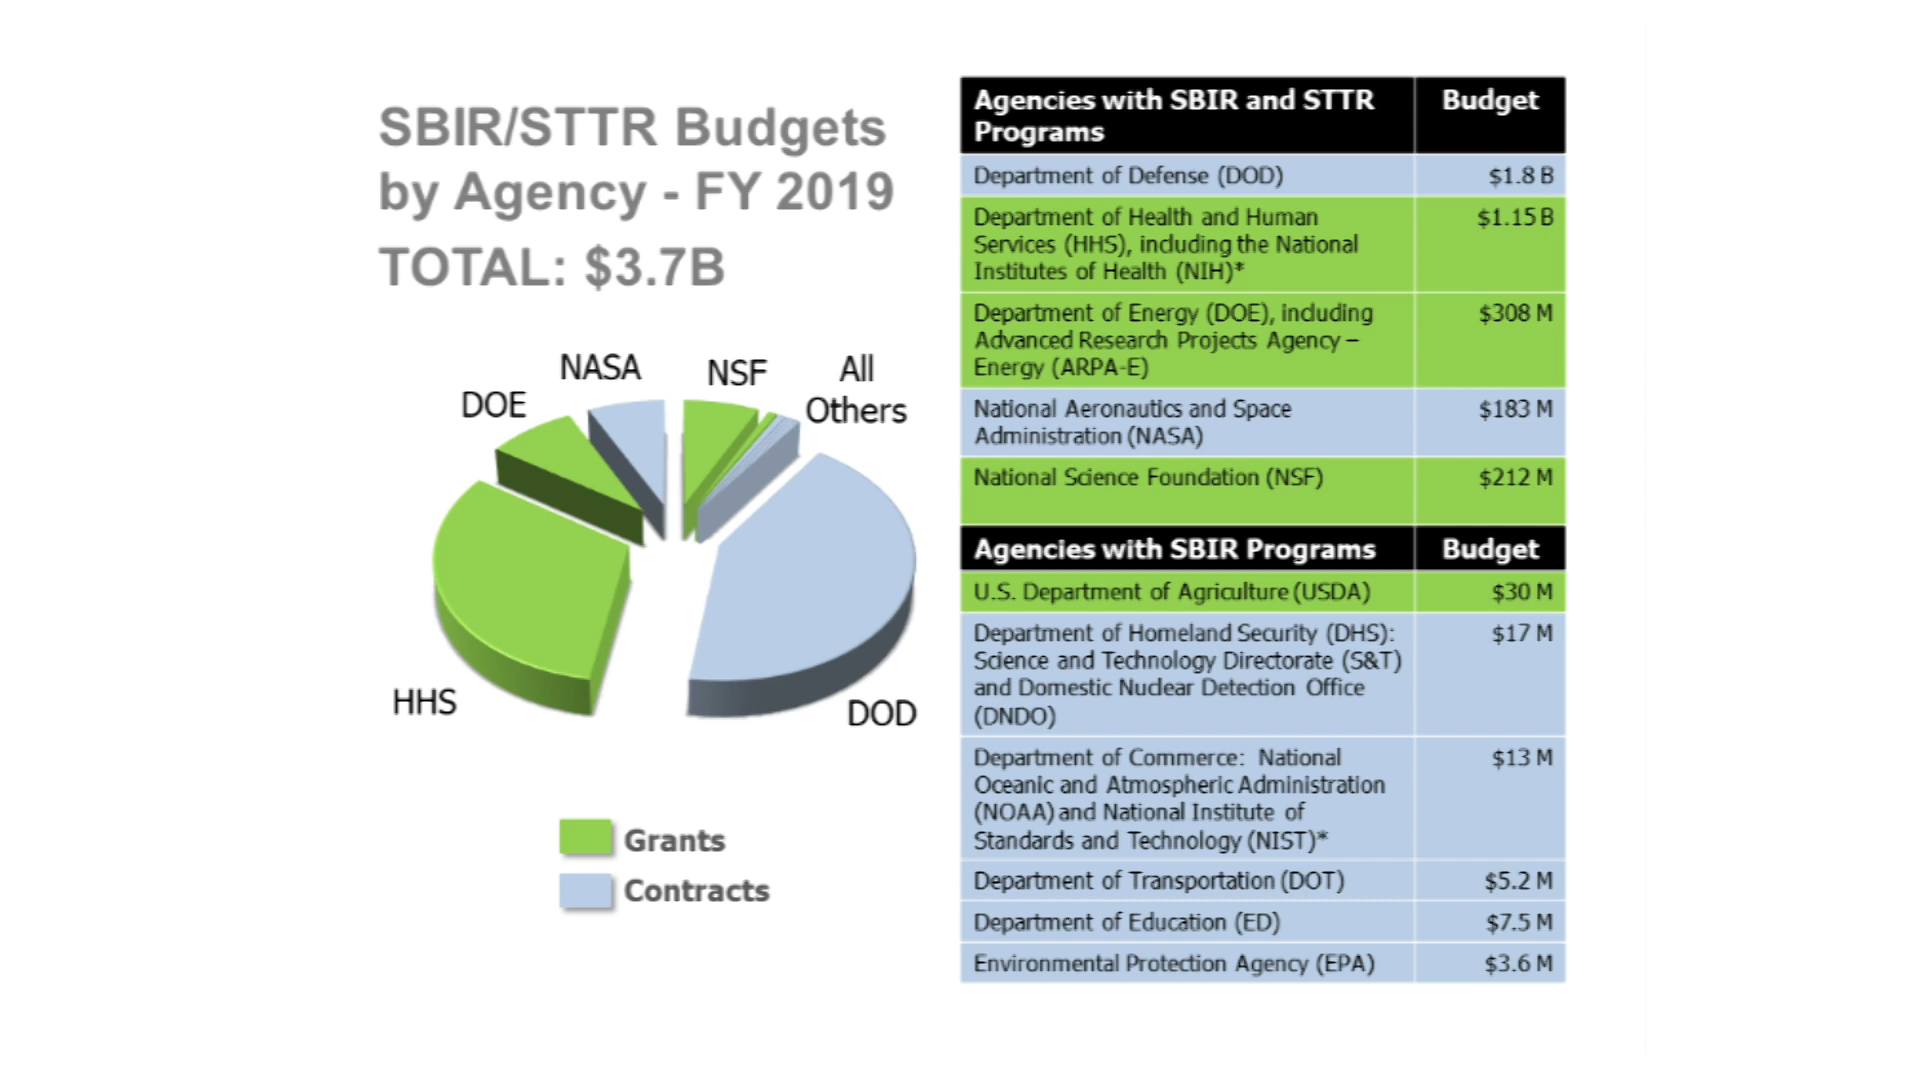 SBIR/STTR Budgets
by Agency - FY 2019
TOTAL: $3.7B
NASA
NSF
All
Others
DOE
HHS
DOD
Grants
Contracts
Agencies with SBIR and STTR Budget
Programs
Department of Defense (DOD) $1.8 B
Department of Health and Human $1.15 B
Services (HHS), including the National
Institutes of Health (NIH)*
Department of Energy (DOE), including $308 M
Advanced Research Projects Agency –
Energy (ARPA-E)
National Aeronautics and Space $183 M
Administration (NASA)
National Science Foundation (NSF) $212 M
Agencies with SBIR Programs Budget
U.S. Department of Agriculture (USDA) $30 M
Department of Homeland Security (DHS): $17 M
Science and Technology Directorate (S&T)
and Domestic Nuclear Detection Office
(DNDO)
Department of Commerce: National $13 M
Oceanic and Atmospheric Administration
(NOAA) and National Institute of
Standards and Technology (NIST)*
Department of Transportation (DOT) $5.2 M
Department of Education (ED) $7.5 M
Environmental Protection Agency (EPA) $3.6 M